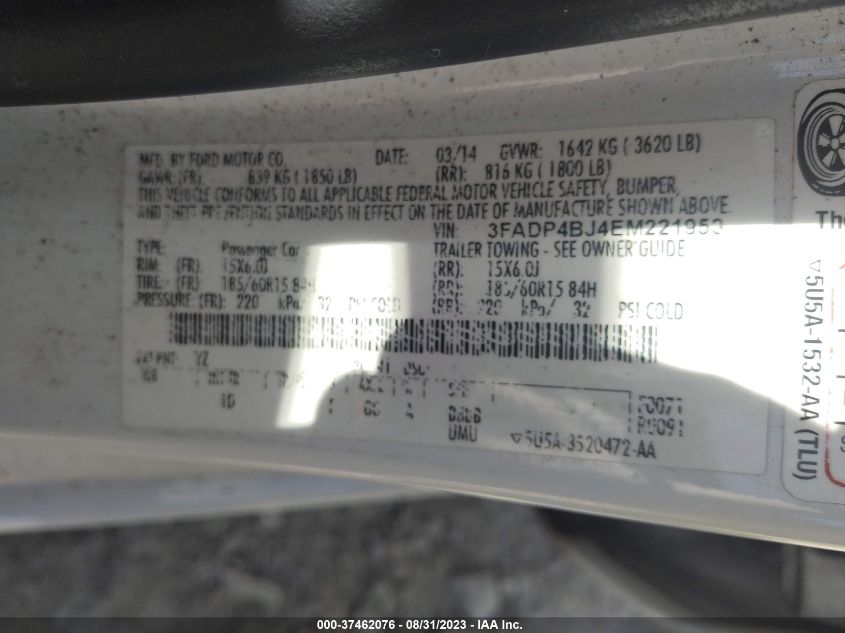 MFD. BY FORD MOTOR CO. DATE: 03/14 GVWR: 1642 KG ( 3620 LB)
GAWR: (FR): 839 KG ( 1850 LB) (RR): 816 KG ( 1800 LB)
THIS VEHICLE CONFORMS TO ALL APPLICABLE FEDERAL MOTOR VEHICLE SAFETY, BUMPER,
AND THEFT PREVENTION STANDARDS IN EFFECT ON THE DATE OF MANUFACTURE SHOWN ABOVE
VIN: 3FADP4BJ4EM221953
TYPE: Passenger Car TRAILER TOWING - SEE OWNER GUIDE
RIM: (FR): 15X6.0J (RR): 15X6.0J
TIRE: (FR): 185/60R15 84H (RR): 185/60R15 84H
PRESSURE: (FR): 220 kPa/ 32 PSI COLD (RR): 220 kPa/ 32 PSI COLD
EXT PNT: YZ
F0071
UMU
▽5U5A-3520472-AA
▽5U5A-1532-AA (TLU)
000-37462076 - 08/31/2023 - IAA Inc.